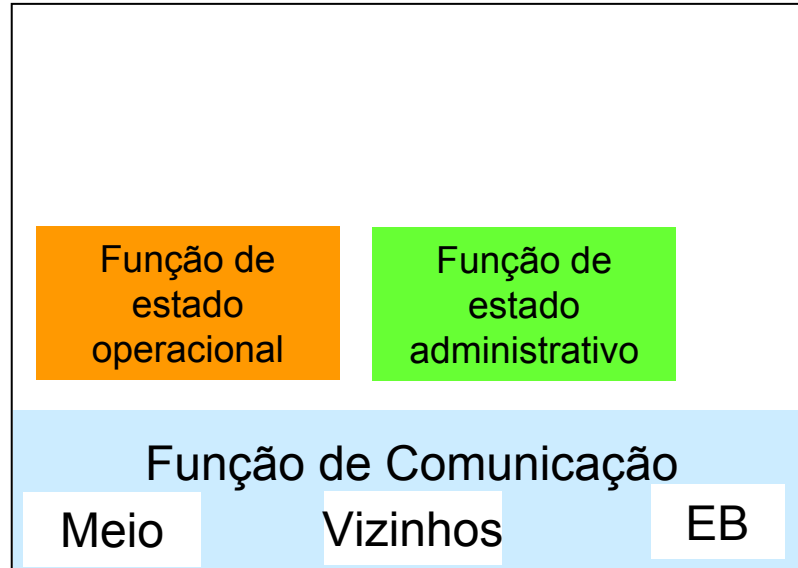 Função de
estado
operacional
Função de
estado
administrativo
Função de Comunicação
Meio
Vizinhos
EB